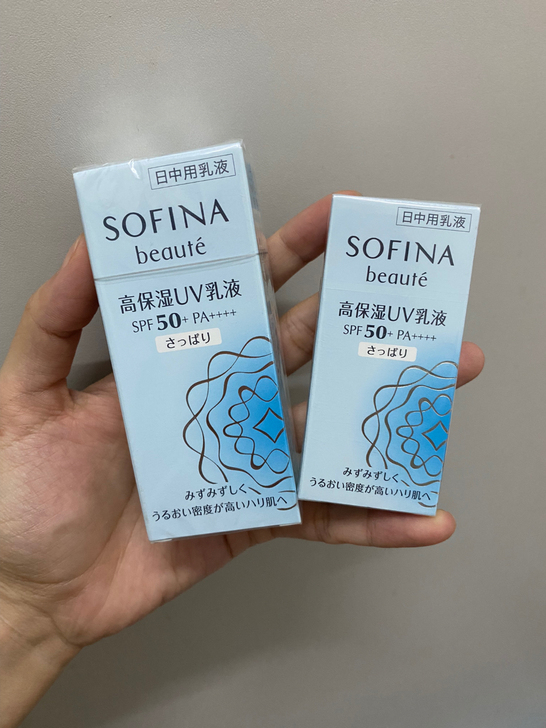 日中用乳液
SOFINA
beauté
高保湿UV乳液
SPF 50+ PA++++
さっぱり
みずみずしく、
うるおい密度が高いハリ肌へ
日中用乳液
SOFINA
beauté
高保湿UV乳液
SPF 50+ PA++++
さっぱり
みずみずしく、
うるおい密度が高いハリ肌へ